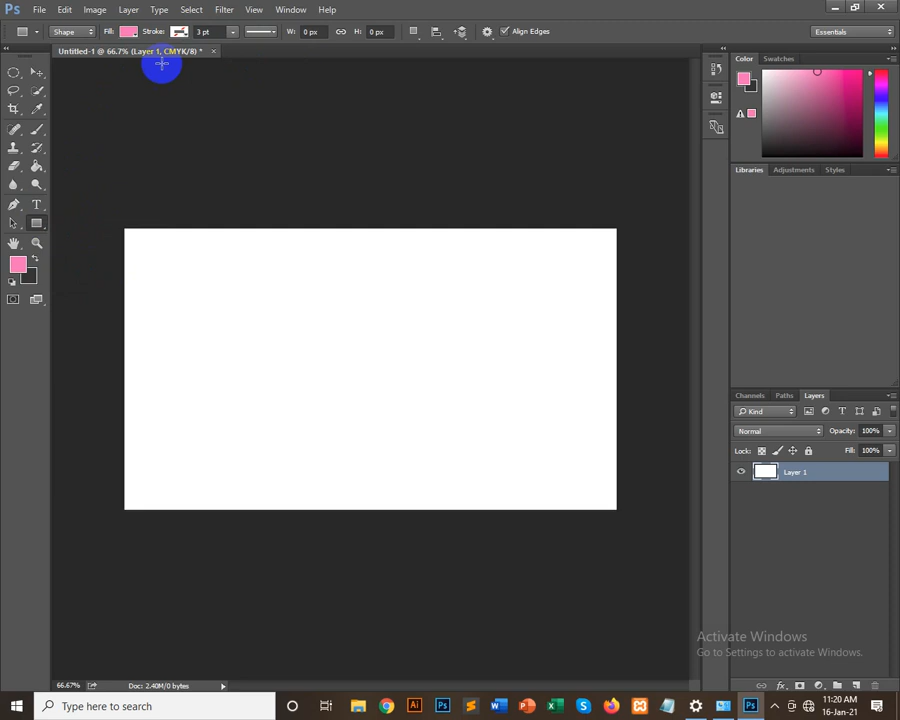 Ps File Edit Image Layer Type Select Filter View Window Help
Shape Fill: Stroke: 3 pt W: 0 px H: 0 px Align Edges Essentials
Untitled-1 @ 66.7% (Layer 1, CMYK/8) * ×
Color Swatches
Libraries Adjustments Styles
Channels Paths Layers
Kind
Normal Opacity: 100%
Lock: Fill: 100%
Layer 1
Activate Windows
Go to Settings to activate Windows.
66.67% Doc: 2.40M/0 bytes
Type here to search
11:20 AM
16-Jan-21